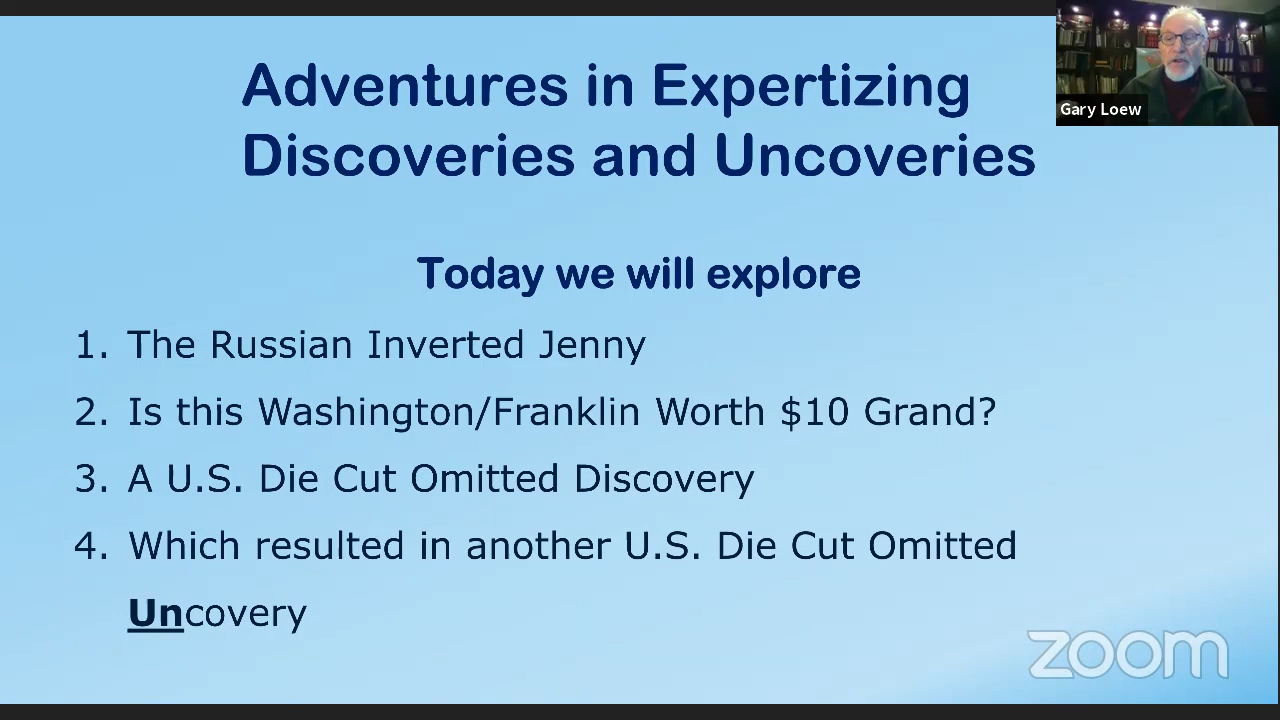 Adventures in Expertizing
Discoveries and Uncoveries
Gary Loew
Today we will explore
1. The Russian Inverted Jenny
2. Is this Washington/Franklin Worth $10 Grand?
3. A U.S. Die Cut Omitted Discovery
4. Which resulted in another U.S. Die Cut Omitted
Uncovery
zoom